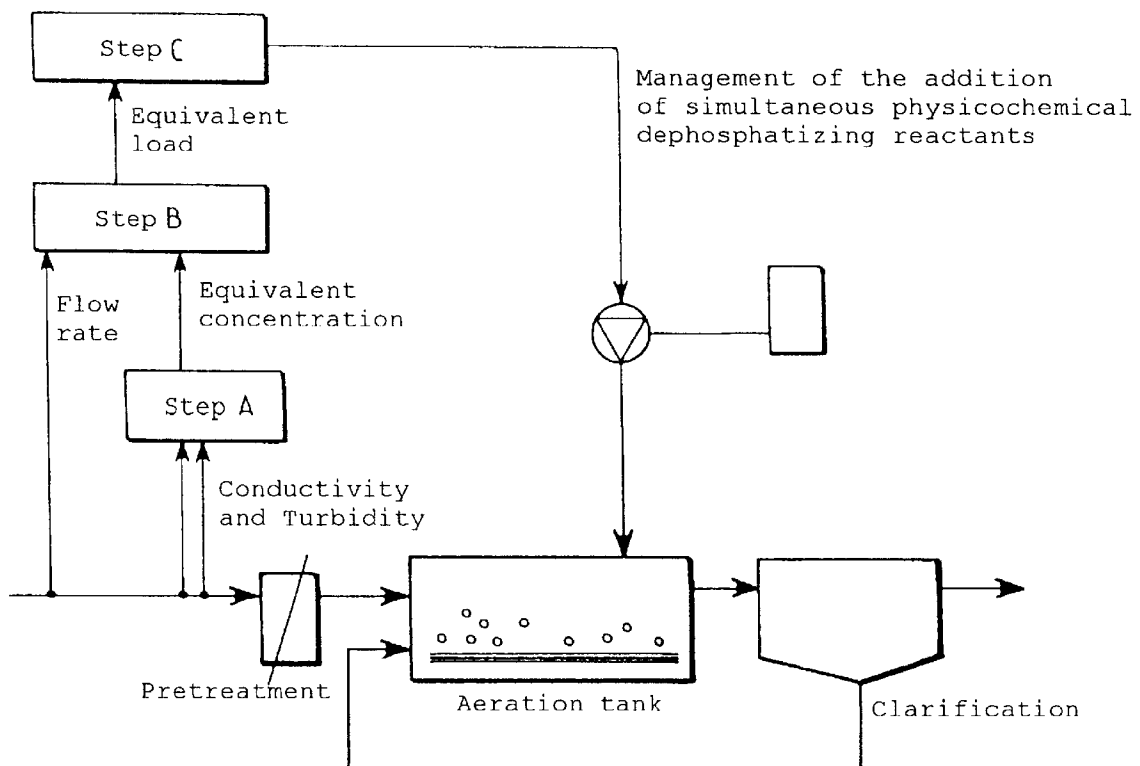 Step C
Management of the addition
of simultaneous physicochemical
dephosphatizing reactants
Equivalent
load
Step B
Flow
rate
Equivalent
concentration
Step A
Conductivity
and Turbidity
Pretreatment
Aeration tank
Clarification